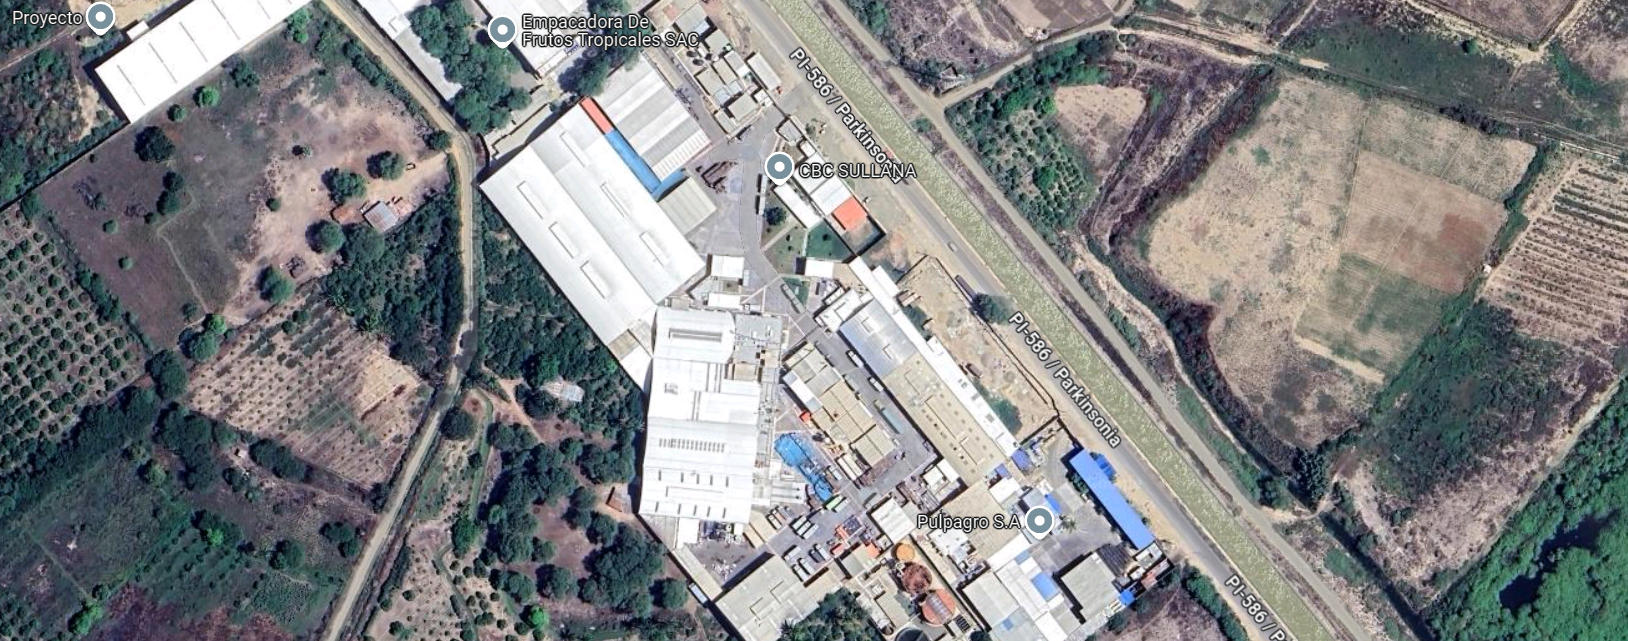 Proyecto
Empacadora De
Frutos Tropicales SAC
PI-586 / Parkinsonia
CBC SULLANA
PI-586 / Parkinsonia
Pulpagro S.A
PI-586 / P